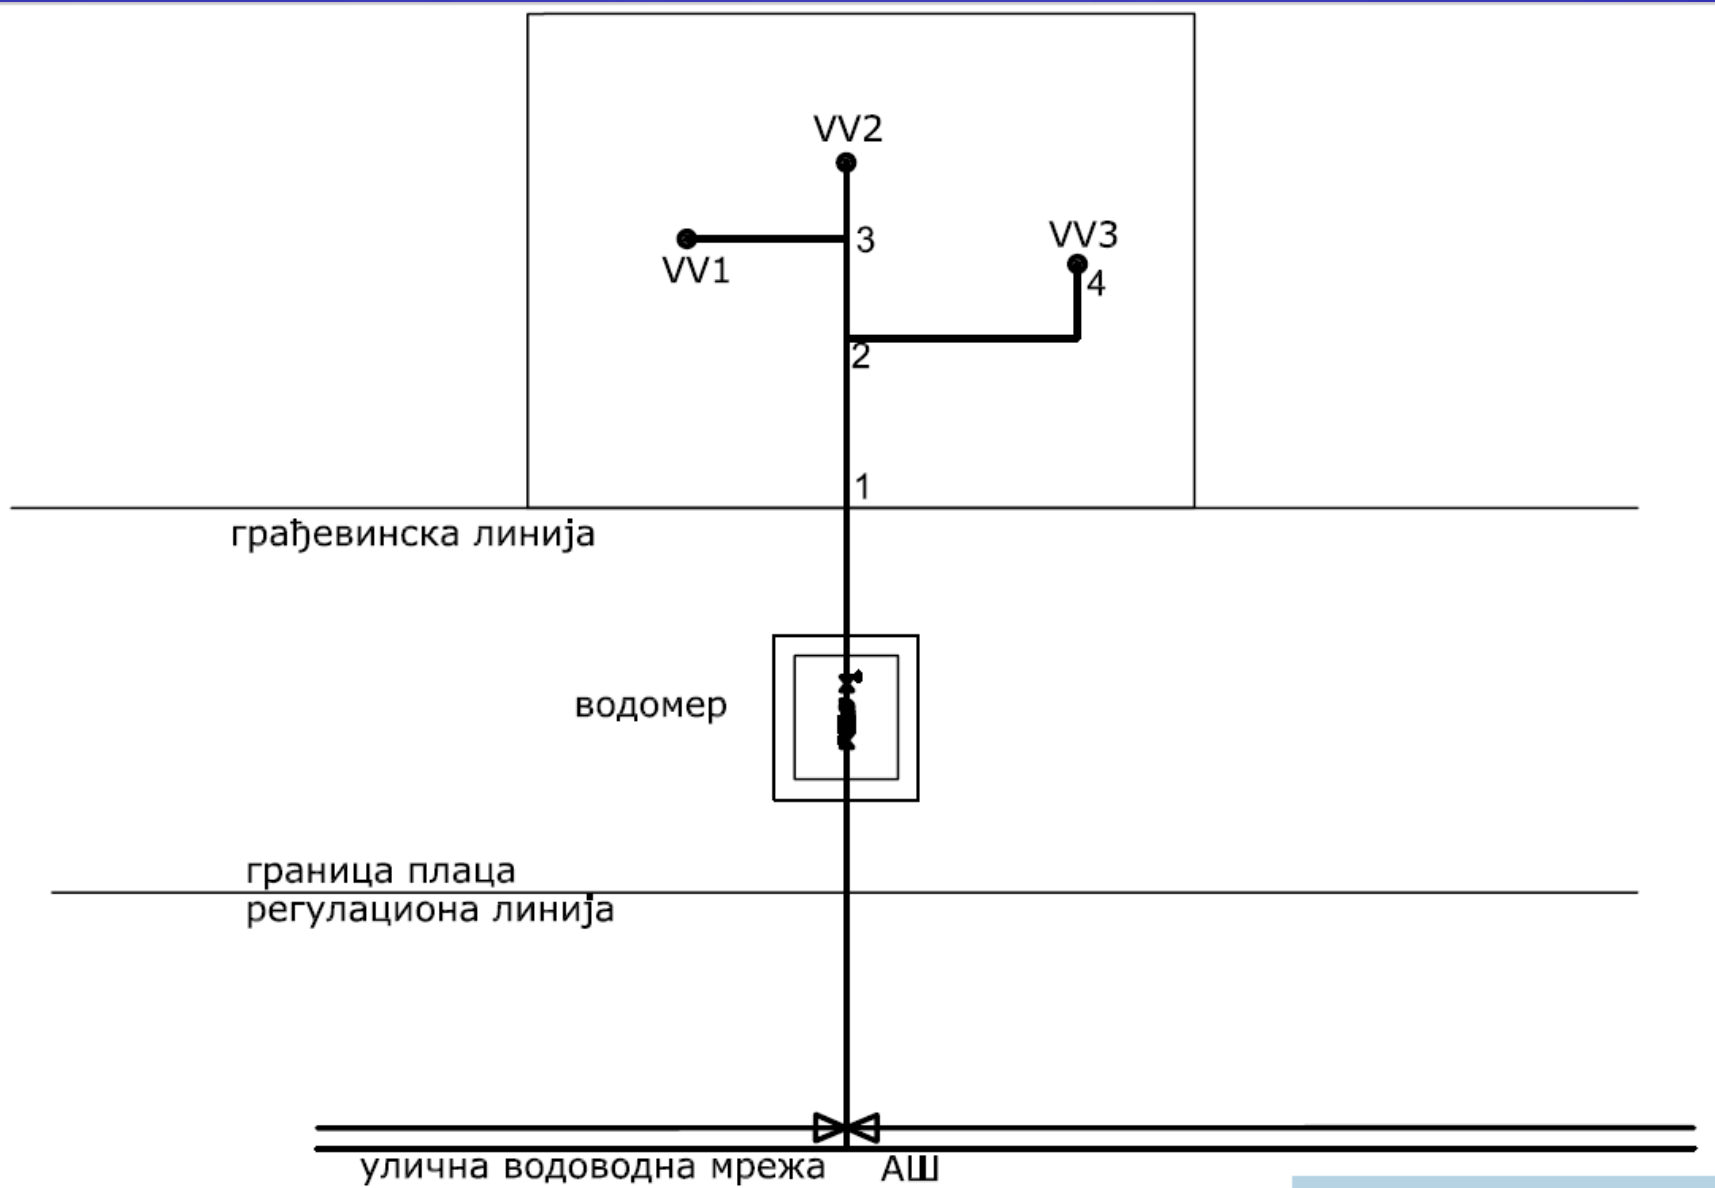 VV2
3
VV3
VV1
4
2
1
грађевинска линија
водомер
граница плаца
регулациона линија
улична водоводна мрежа АШ